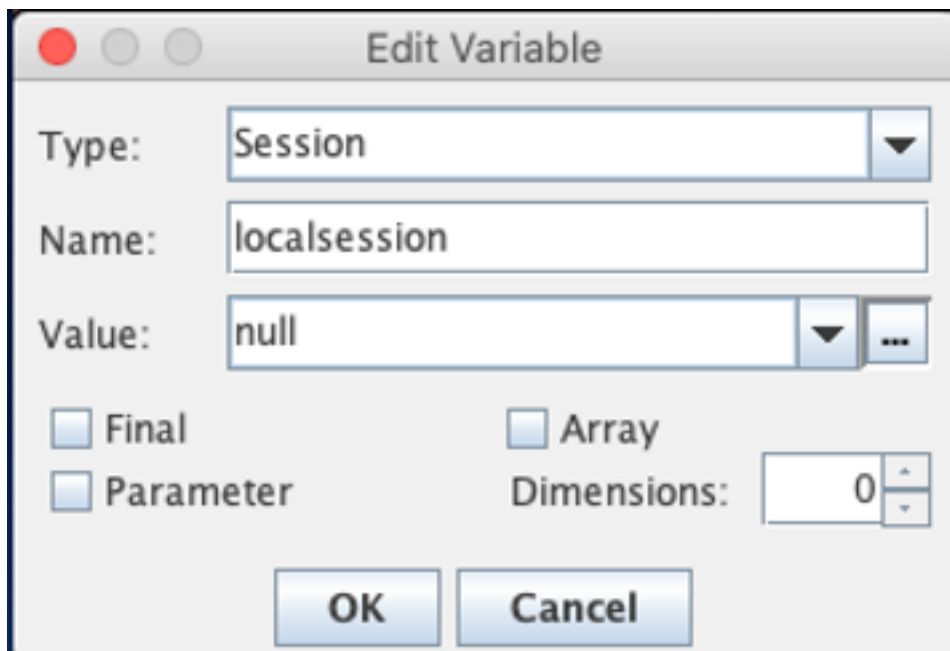 Edit Variable
Type: Session
Name: localsession
Value: null ...
Final Array
Parameter Dimensions: 0
OK Cancel